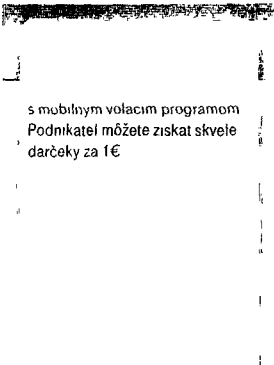 s mobilnym volacim programom
Podnikatel môžete ziskat skvele
darčeky za 1€